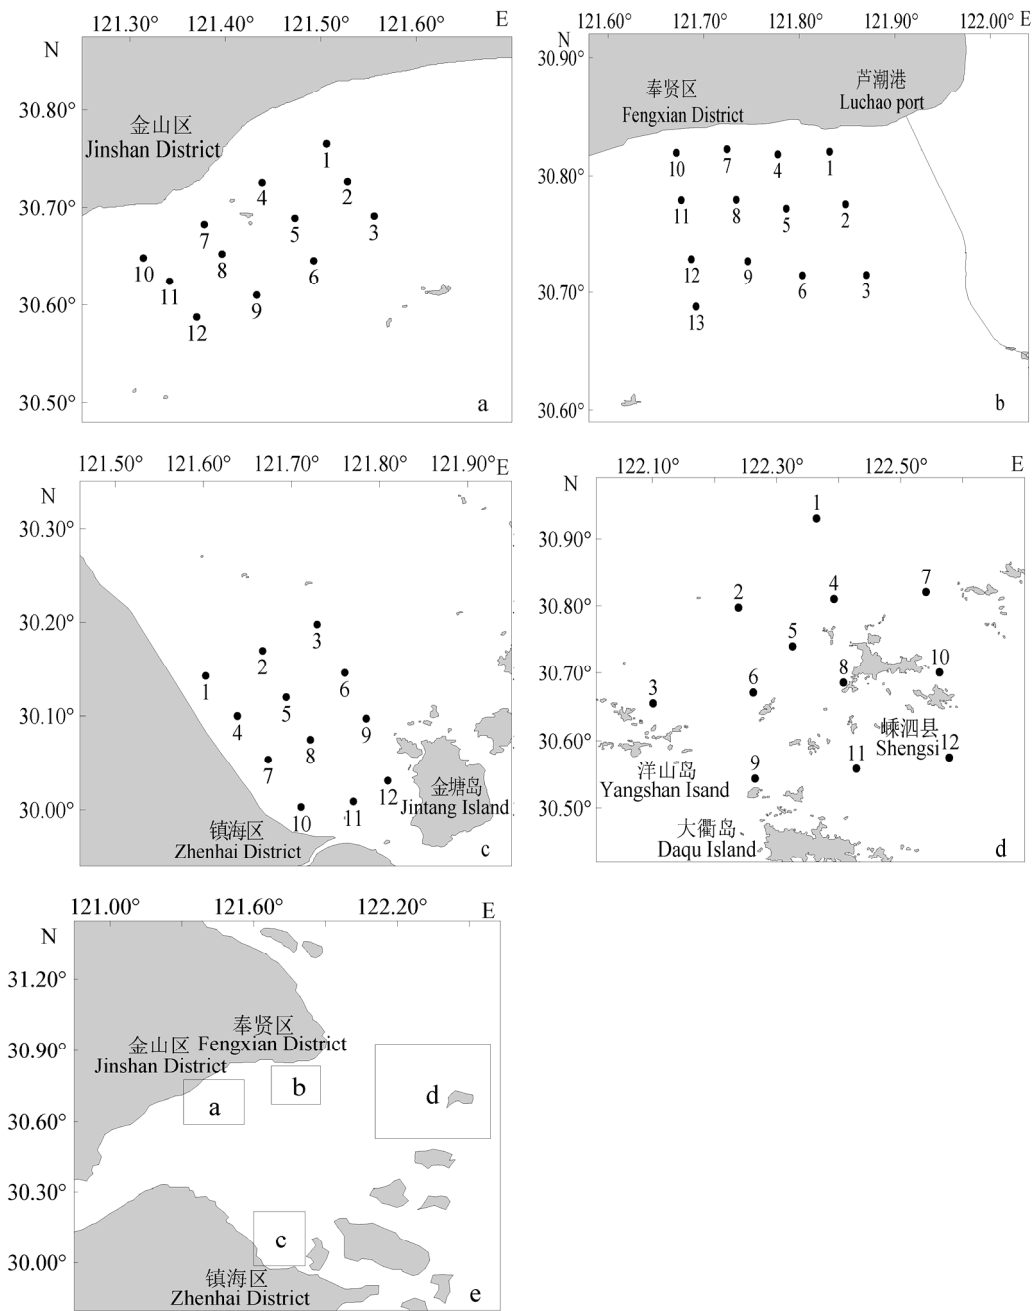 121.30° 121.40° 121.50° 121.60° E
N
30.80°
30.70°
30.60°
30.50°
金山区
Jinshan District
1
2
3
4
5
6
7
8
9
10
11
12
a
121.60° 121.70° 121.80° 121.90° 122.00° E
N
30.90°
30.80°
30.70°
30.60°
奉贤区
Fengxian District
芦潮港
Luchao port
10
7
4
1
11
8
5
2
12
9
6
3
13
b
121.50° 121.60° 121.70° 121.80° 121.90° E
N
30.30°
30.20°
30.10°
30.00°
3
2
1
6
5
4
9
8
7
12
11
10
金塘岛
Jintang Island
镇海区
Zhenhai District
c
122.10° 122.30° 122.50° E
N
30.90°
30.80°
30.70°
30.60°
30.50°
1
2
4
7
5
8
10
6
3
嵊泗县
Shengsi
12
11
9
洋山岛
Yangshan Isand
大衢岛
Daqu Island
d
121.00° 121.60° 122.20° E
N
31.20°
30.90°
30.60°
30.30°
30.00°
奉贤区
Fengxian District
金山区
Jinshan District
a
b
d
c
镇海区
Zhenhai District
e